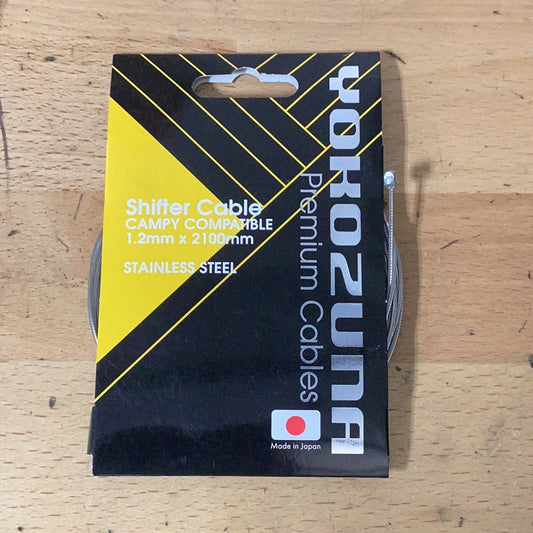 YOKOZUNA
Premium Cables
Shifter Cable
CAMPY COMPATIBLE
1.2mm x 2100mm
STAINLESS STEEL
Made in Japan